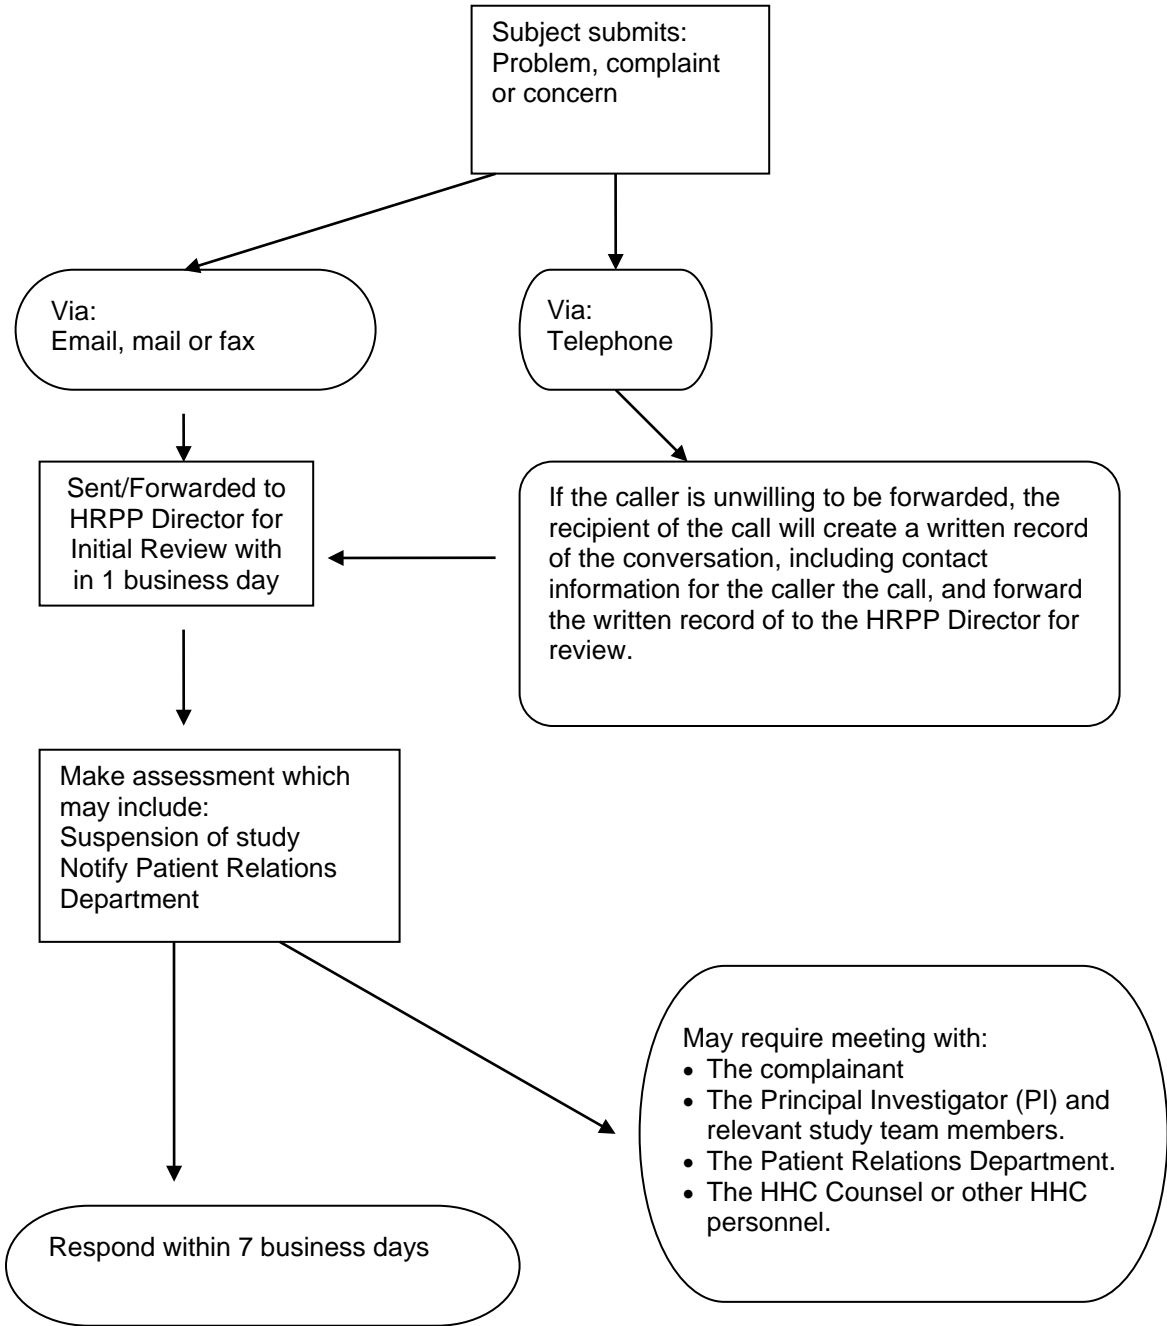 Subject submits:
Problem, complaint
or concern
Via:
Email, mail or fax
Via:
Telephone
Sent/Forwarded to
HRPP Director for
Initial Review with
in 1 business day
If the caller is unwilling to be forwarded, the
recipient of the call will create a written record
of the conversation, including contact
information for the caller the call, and forward
the written record of to the HRPP Director for
review.
Make assessment which
may include:
Suspension of study
Notify Patient Relations
Department
May require meeting with:
• The complainant
• The Principal Investigator (PI) and
relevant study team members.
• The Patient Relations Department.
• The HHC Counsel or other HHC
personnel.
Respond within 7 business days